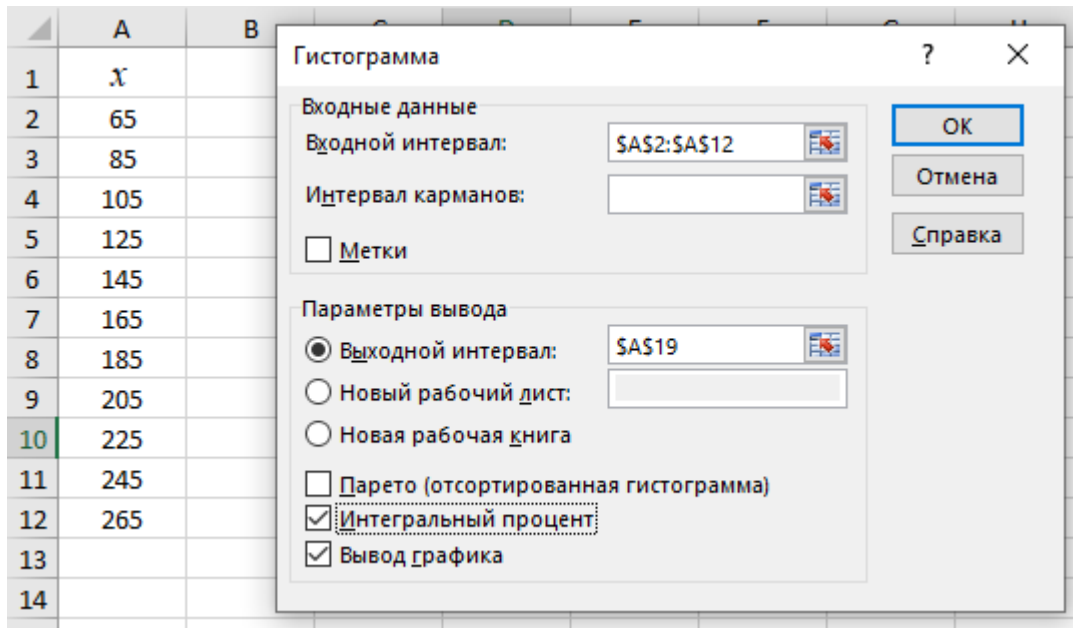 A B
Гистограмма ? ×
1 x
Входные данные
2 65
Входной интервал: $A$2:$A$12 ОК
3 85
Отмена
4 105
Интервал карманов:
5 125
Метки Справка
6 145
Параметры вывода
7 165
Выходной интервал: $A$19
8 185
9 205
Новый рабочий лист:
10 225
Новая рабочая книга
11 245
Парето (отсортированная гистограмма)
12 265
Интегральный процент
13
Вывод графика
14